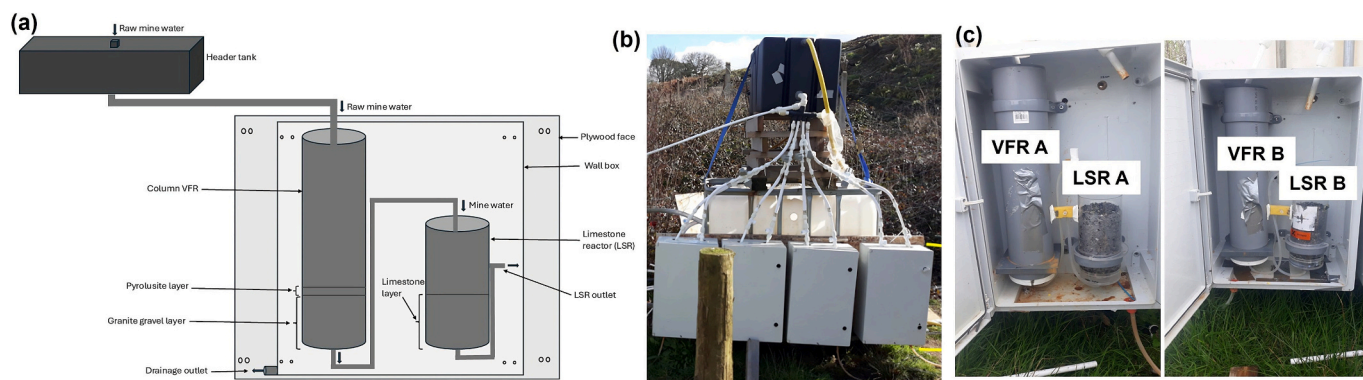 (a)
Raw mine water
Header tank
Raw mine water
Plywood face
Wall box
Column VFR
Mine water
Limestone
reactor (LSR)
Limestone
layer
LSR outlet
Pyrolusite layer
Granite gravel layer
Drainage outlet
(b)
(c)
VFR A
LSR A
VFR B
LSR B